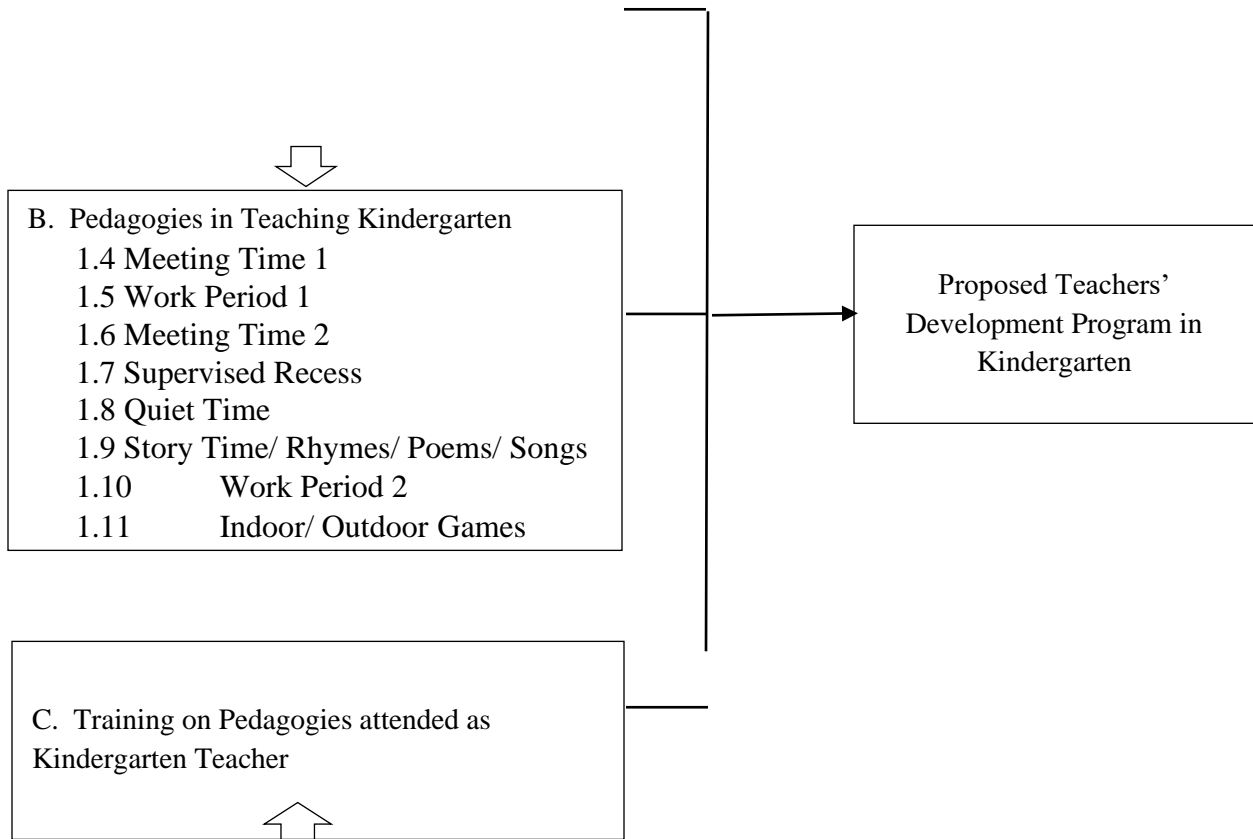 B. Pedagogies in Teaching Kindergarten
1.4 Meeting Time 1
1.5 Work Period 1
1.6 Meeting Time 2
1.7 Supervised Recess
1.8 Quiet Time
1.9 Story Time/ Rhymes/ Poems/ Songs
1.10 Work Period 2
1.11 Indoor/ Outdoor Games
C. Training on Pedagogies attended as
Kindergarten Teacher
Proposed Teachers’
Development Program in
Kindergarten